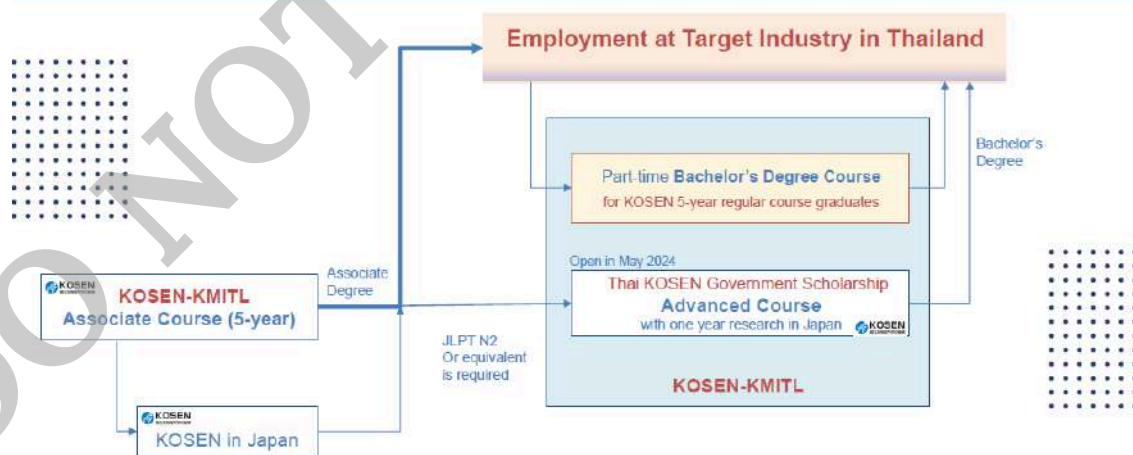 DO NOT
Employment at Target Industry in Thailand
Bachelor's
Degree
Part-time Bachelor's Degree Course
for KOSEN 5-year regular course graduates
Open in May 2024
Thai KOSEN Government Scholarship
Advanced Course
with one year research in Japan
KOSEN
KOSEN-KMITL
Associate
Degree
KOSEN
KOSEN-KMITL
Associate Course (5-year)
JLPT N2
Or equivalent
is required
KOSEN
KOSEN in Japan